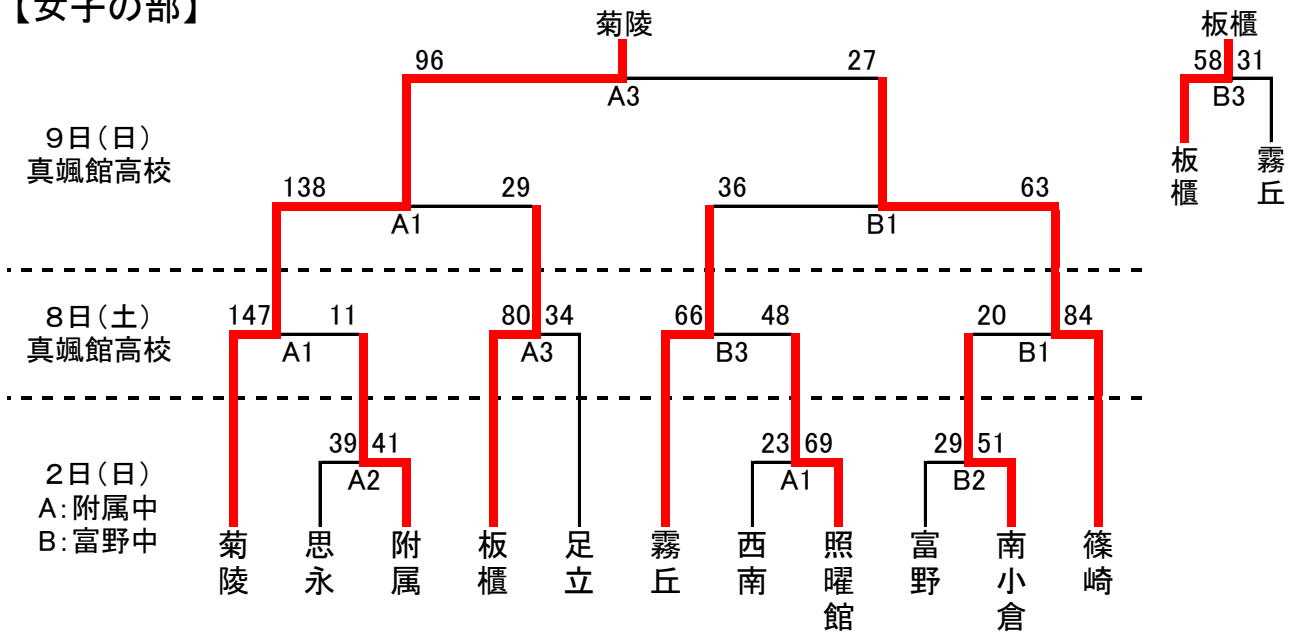 【女子の部】
菊陵
板櫃
96
27
58
31
A3
B3
9日(日)
真颯館高校
板櫃
霧丘
138
29
36
63
A1
B1
8日(土)
真颯館高校
147
11
80
34
66
48
20
84
A1
A3
B3
B1
2日(日)
A:附属中
B:富野中
39
41
23
69
29
51
A2
A1
B2
菊陵
思永
附属
板櫃
足立
霧丘
西南
照曜館
富野
南小倉
篠崎